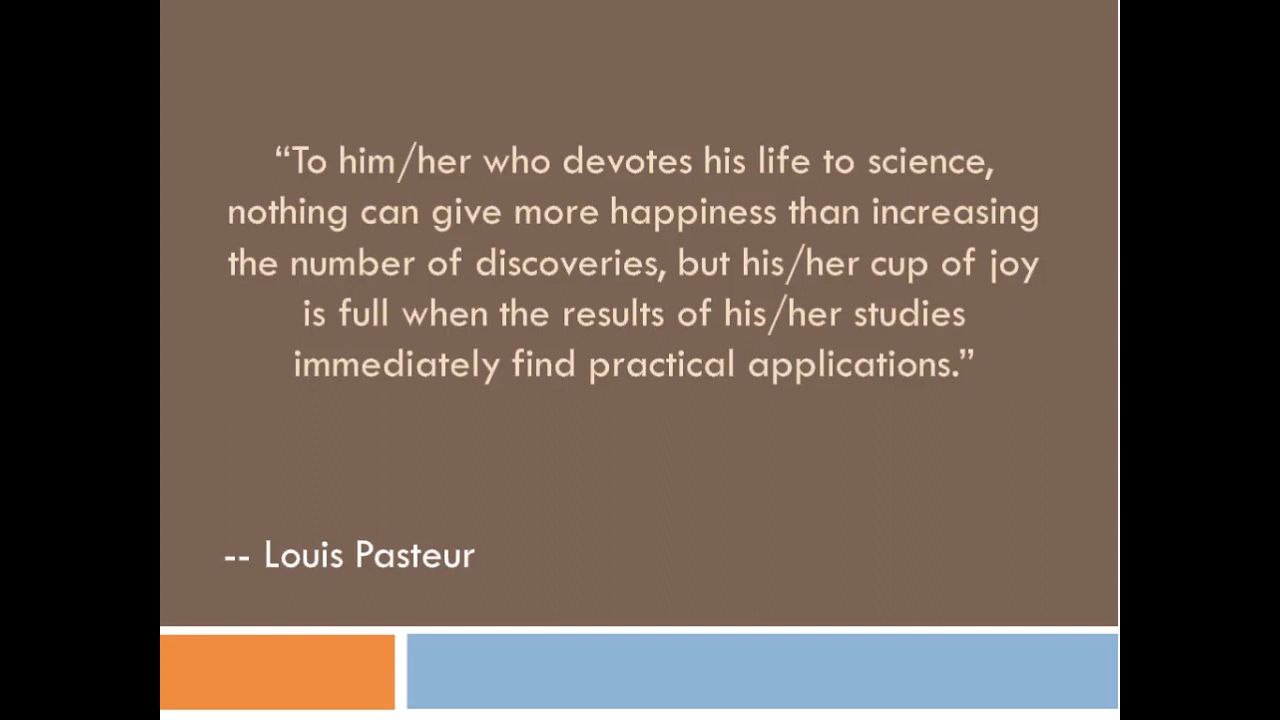 “To him/her who devotes his life to science,
nothing can give more happiness than increasing
the number of discoveries, but his/her cup of joy
is full when the results of his/her studies
immediately find practical applications.”
-- Louis Pasteur